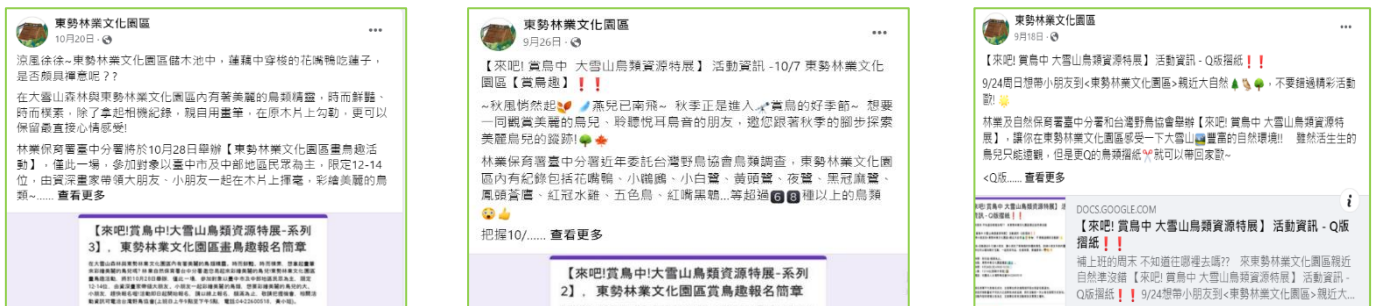 東勢林業文化園區
10月20日
涼風徐徐~東勢林業文化園區儲木池中，蓮藕中穿梭的花嘴鴨吃蓮子，
是否頗具禪意呢？?
在大雪山森林與東勢林業文化園區內有著美麗的鳥類精靈，時而鮮豔、
時而樸素，除了拿起相機紀錄，親自用畫筆，在原木片上勾勒，更可以
保留最直接心情感受!
林業保育署臺中分署將於10月28日舉辦【東勢林業文化園區畫鳥趣活
動】，僅此一場，參加對象以臺中市及中部地區民眾為主，限定12-14
位，由資深畫家帶領大朋友、小朋友一起在木片上揮毫，彩繪美麗的鳥
類~...... 查看更多
【來吧!賞鳥中!大雪山鳥類資源特展-系列
3】．東勢林業文化園區畫鳥趣報名簡章
東勢林業文化園區
9月26日
【來吧! 賞鳥中 大雪山鳥類資源特展】 活動資訊 -10/7 東勢林業文化
園區【賞鳥趣】❗❗
~秋風悄然起 燕兒已南飛~ 秋季正是進入賞鳥的好季節~ 想要
一同觀賞美麗的鳥兒、聆聽悅耳鳥音的朋友，邀您跟著秋季的腳步探索
美麗鳥兒的蹤跡!
林業保育署臺中分署近年委託台灣野鳥協會鳥類調查，東勢林業文化園
區內有紀錄包括花嘴鴨、小鸊鷉、小白鷺、黃頭鷺、夜鷺、黑冠麻鷺、
鳳頭蒼鷹、紅冠水雞、五色鳥、紅嘴黑鵯...等超過68種以上的鳥類
把握10/...... 查看更多
【來吧!賞鳥中!大雪山鳥類資源特展-系列
2】．東勢林業文化園區賞鳥趣報名簡章
東勢林業文化園區
9月18日
【來吧! 賞鳥中 大雪山鳥類資源特展】 活動資訊 - Q版摺紙❗❗
9/24周日想帶小朋友到<東勢林業文化園區>親近大自然，不要錯過精彩活動
歐!
林業及自然保育署臺中分署和台灣野鳥協會舉辦【來吧! 賞鳥中 大雪山鳥類資源特
展】，讓你在東勢林業文化園區感受一下大雪山豐富的自然環境!! 雖然活生生的
鳥兒只能遠觀，但是更Q的鳥類摺紙就可以帶回家歐~
<Q版...... 查看更多
DOCS.GOOGLE.COM
【來吧! 賞鳥中 大雪山鳥類資源特展】 活動資訊 - Q版
摺紙❗❗
補上班的周末 不知道往哪裡去嗎?? 來東勢林業文化園區親近
自然準沒錯【來吧! 賞鳥中 大雪山鳥類資源特展】 活動資訊 -
Q版摺紙❗❗9/24想帶小朋友到<東勢林業文化園區>親近大...